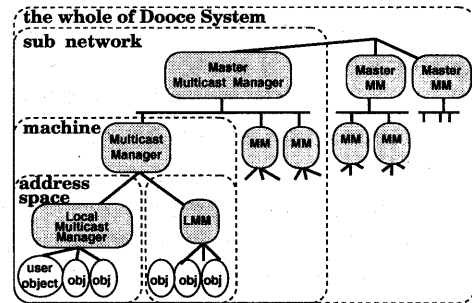 the whole of Dooce System
sub network
Master
Multicast Manager
Master
MM
Master
MM
machine
Multicast
Manager
MM
MM
MM
MM
address
space
Local
Multicast
Manager
LMM
user
object
obj
obj
obj
obj
obj